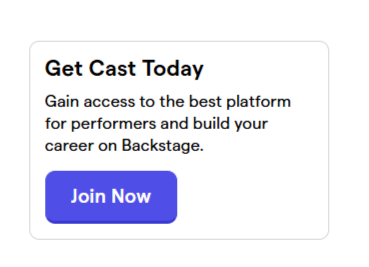 Get Cast Today
Gain access to the best platform
for performers and build your
career on Backstage.
Join Now